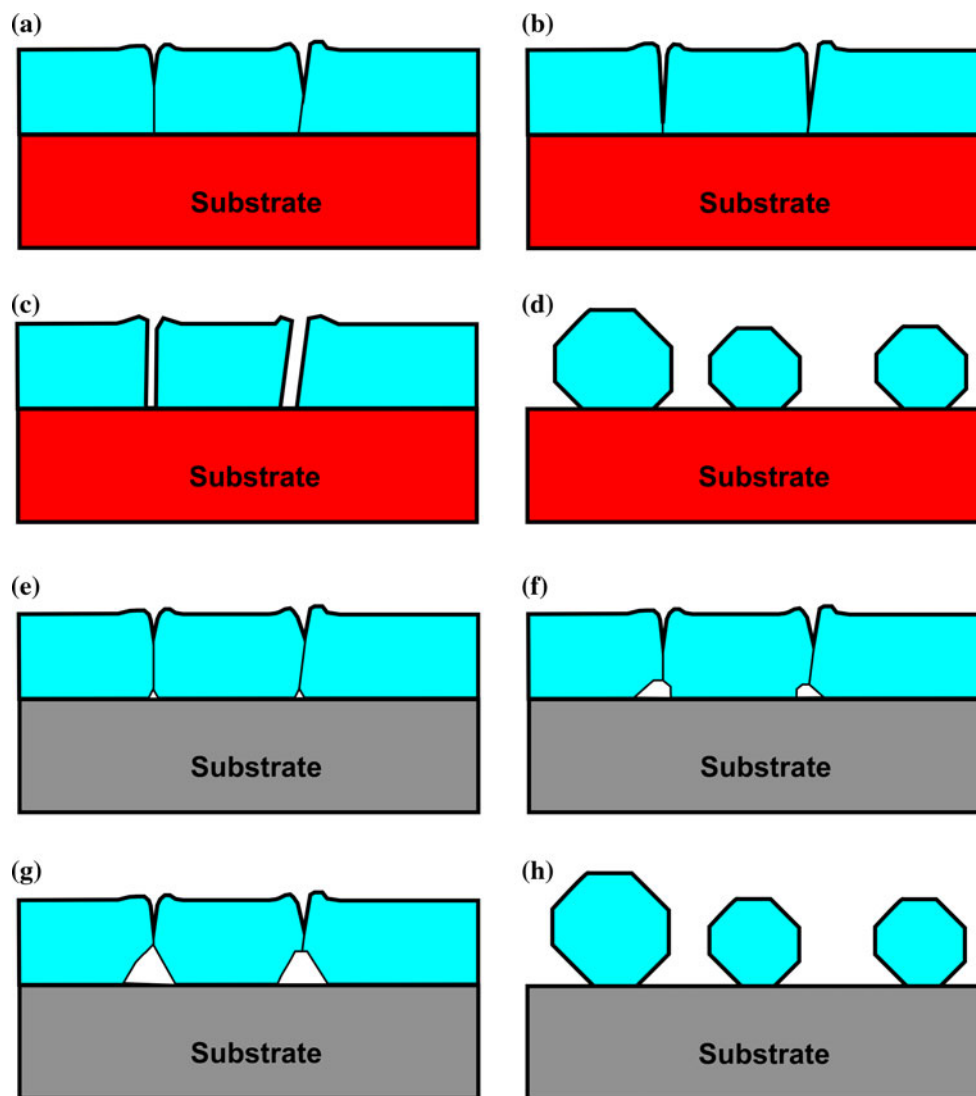 (a)
(b)
Substrate
Substrate
(c)
(d)
Substrate
Substrate
(e)
(f)
Substrate
Substrate
(g)
(h)
Substrate
Substrate